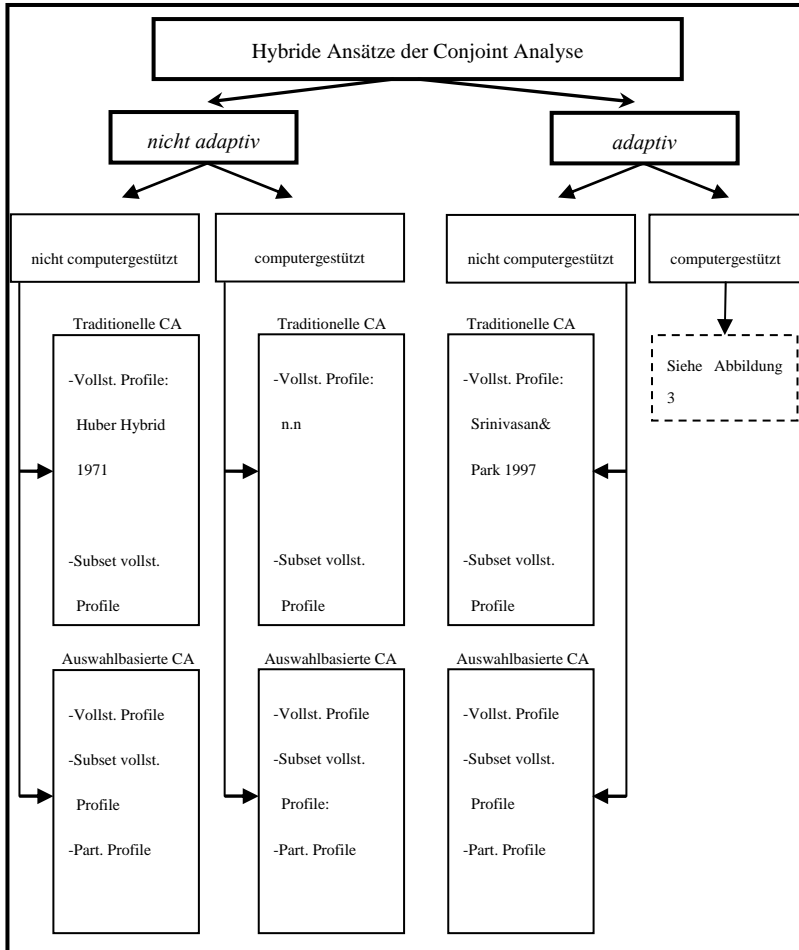 Hybride Ansätze der Conjoint Analyse
nicht adaptiv
adaptiv
nicht computergestützt
computergestützt
nicht computergestützt
computergestützt
Traditionelle CA
-Vollst. Profile:
Huber Hybrid
1971
-Subset vollst.
Profile
Traditionelle CA
-Vollst. Profile:
n.n
-Subset vollst.
Profile
Traditionelle CA
-Vollst. Profile:
Srinivasan&
Park 1997
-Subset vollst.
Profile
Siehe Abbildung
3
Auswahlbasierte CA
-Vollst. Profile
-Subset vollst.
Profile
-Part. Profile
Auswahlbasierte CA
-Vollst. Profile
-Subset vollst.
Profile:
-Part. Profile
Auswahlbasierte CA
-Vollst. Profile
-Subset vollst.
Profile
-Part. Profile